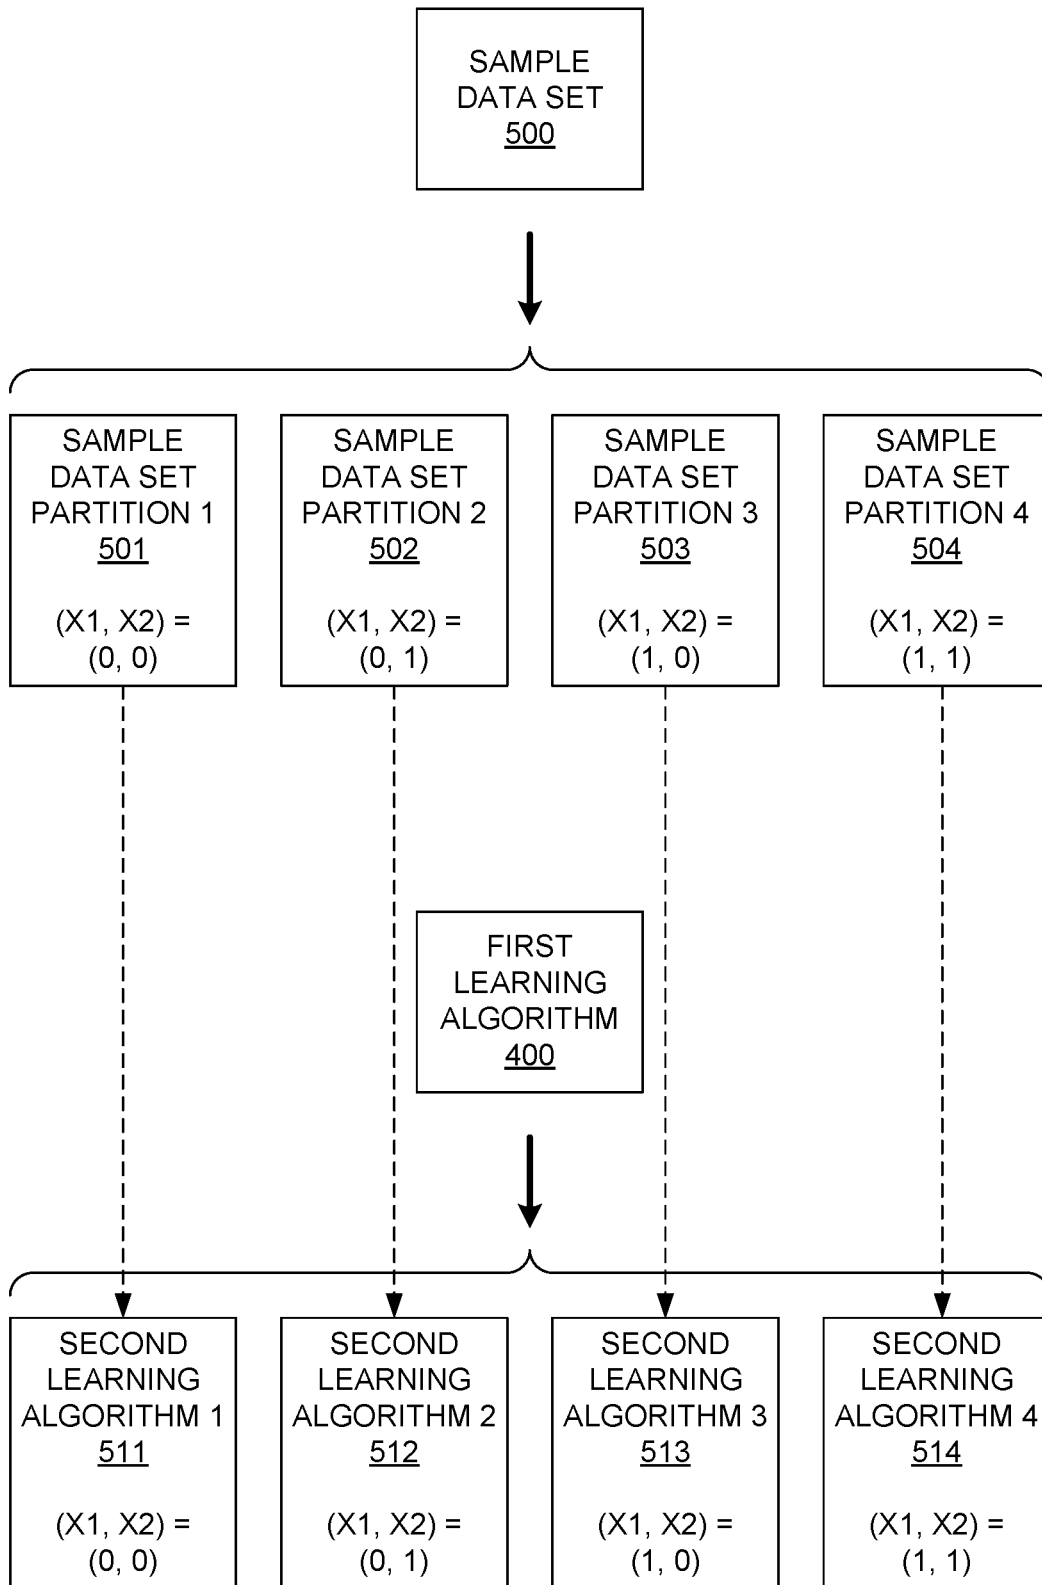 SAMPLE
DATA SET
500
SAMPLE
DATA SET
PARTITION 1
501
(X1, X2) =
(0, 0)
SAMPLE
DATA SET
PARTITION 2
502
(X1, X2) =
(0, 1)
SAMPLE
DATA SET
PARTITION 3
503
(X1, X2) =
(1, 0)
SAMPLE
DATA SET
PARTITION 4
504
(X1, X2) =
(1, 1)
FIRST
LEARNING
ALGORITHM
400
SECOND
LEARNING
ALGORITHM 1
511
(X1, X2) =
(0, 0)
SECOND
LEARNING
ALGORITHM 2
512
(X1, X2) =
(0, 1)
SECOND
LEARNING
ALGORITHM 3
513
(X1, X2) =
(1, 0)
SECOND
LEARNING
ALGORITHM 4
514
(X1, X2) =
(1, 1)